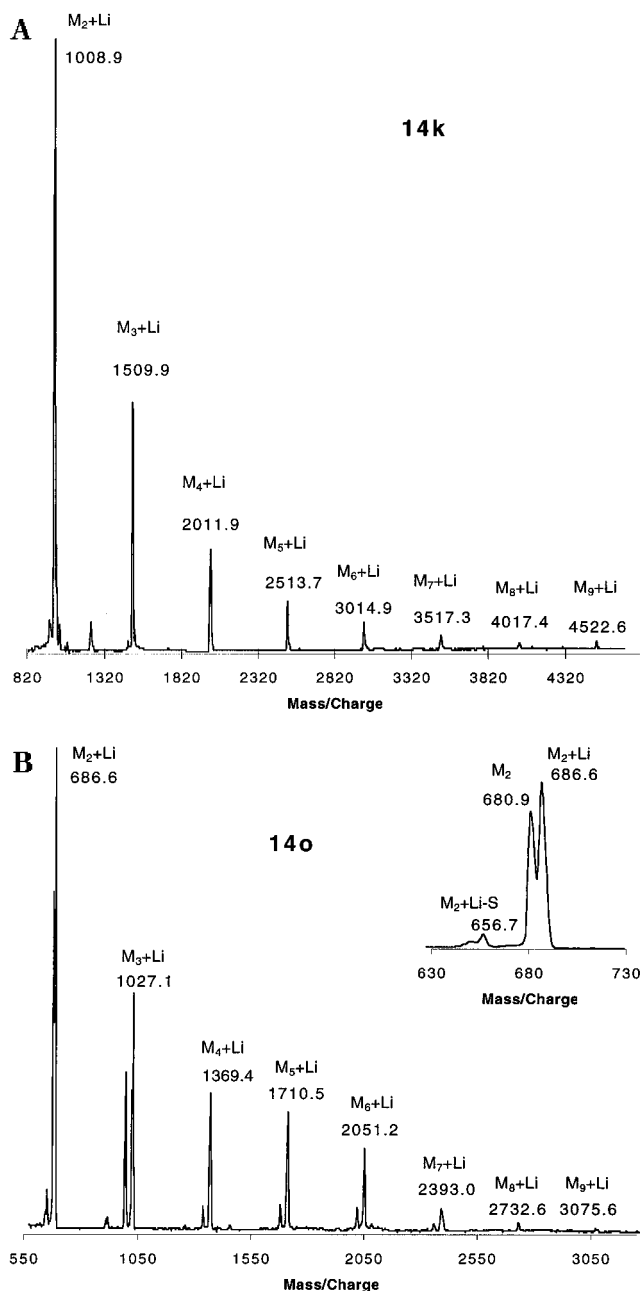 A
M₂+Li
1008.9
14k
M₃+Li
1509.9
M₄+Li
2011.9
M₅+Li
2513.7
M₆+Li
3014.9
M₇+Li
3517.3
M₈+Li
4017.4
M₉+Li
4522.6
820 1320 1820 2320 2820 3320 3820 4320
Mass/Charge
B
M₂+Li
686.6
14o
M₂
680.9
M₂+Li
686.6
M₂+Li-S
656.7
630 680 730
Mass/Charge
M₃+Li
1027.1
M₄+Li
1369.4
M₅+Li
1710.5
M₆+Li
2051.2
M₇+Li
2393.0
M₈+Li
2732.6
M₉+Li
3075.6
550 1050 1550 2050 2550 3050
Mass/Charge